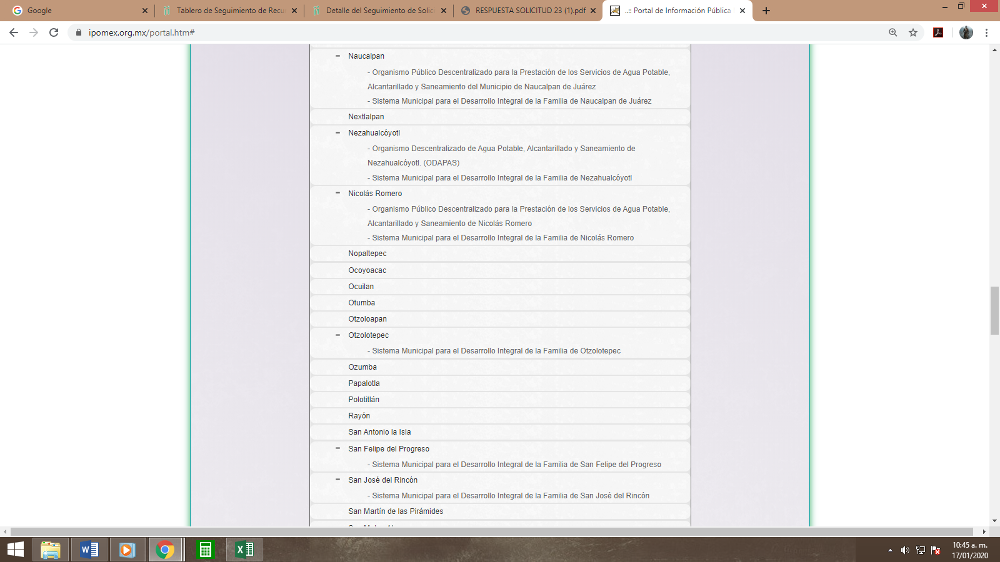 Google
Tablero de Seguimiento de Recu
Detalle del Seguimiento de Solici
RESPUESTA SOLICITUD 23 (1).pdf
..:: Portal de Información Pública
ipomex.org.mx/portal.htm#
Naucalpan
- Organismo Público Descentralizado para la Prestación de los Servicios de Agua Potable,
Alcantarillado y Saneamiento del Municipio de Naucalpan de Juárez
- Sistema Municipal para el Desarrollo Integral de la Familia de Naucalpan de Juárez
Nextlalpan
Nezahualcóyotl
- Organismo Descentralizado de Agua Potable, Alcantarillado y Saneamiento de
Nezahualcóyotl. (ODAPAS)
- Sistema Municipal para el Desarrollo Integral de la Familia de Nezahualcóyotl
Nicolás Romero
- Organismo Público Descentralizado para la Prestación de los Servicios de Agua Potable,
Alcantarillado y Saneamiento de Nicolás Romero
- Sistema Municipal para el Desarrollo Integral de la Familia de Nicolás Romero
Nopaltepec
Ocoyoacac
Ocuilan
Otumba
Otzoloapan
Otzolotepec
- Sistema Municipal para el Desarrollo Integral de la Familia de Otzolotepec
Ozumba
Papalotla
Polotitlán
Rayón
San Antonio la Isla
San Felipe del Progreso
- Sistema Municipal para el Desarrollo Integral de la Familia de San Felipe del Progreso
San José del Rincón
- Sistema Municipal para el Desarrollo Integral de la Familia de San José del Rincón
San Martín de las Pirámides
10:45 a. m.
17/01/2020